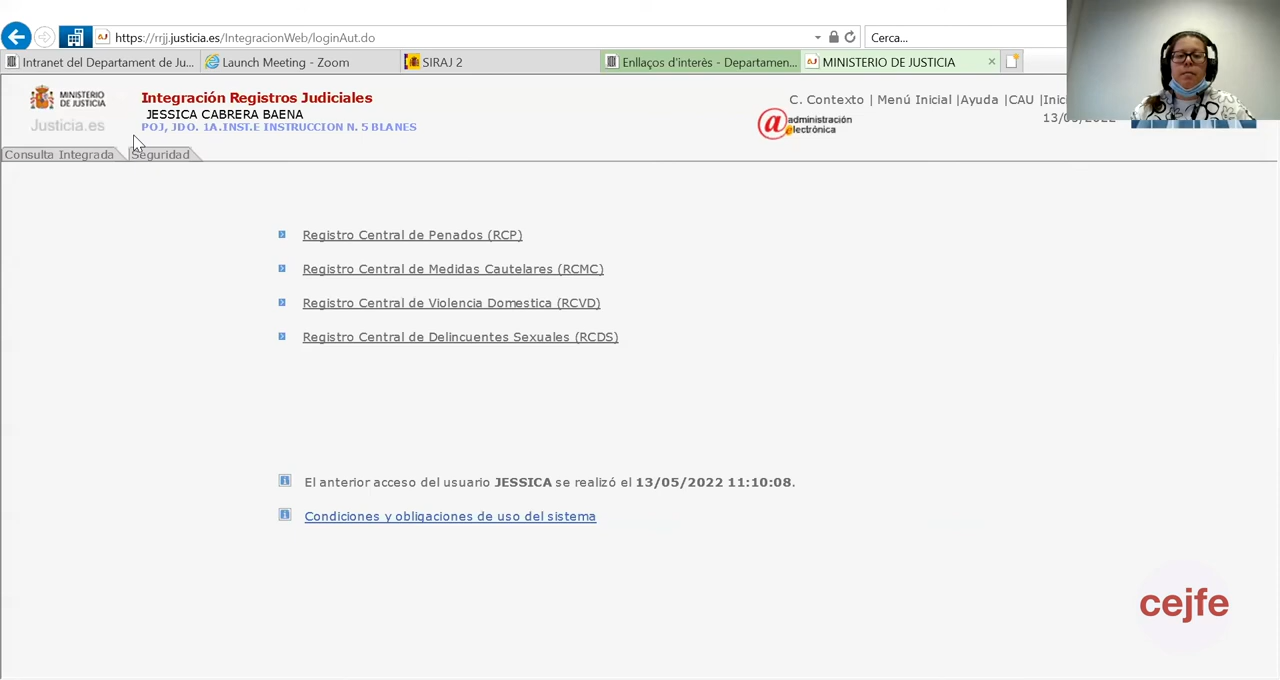 https://rrjj.justicia.es/IntegracionWeb/loginAut.do
Cerca...
Intranet del Departament de Ju...
Launch Meeting - Zoom
SIRAJ 2
Enllaços d'interès - Departamen...
MINISTERIO DE JUSTICIA
MINISTERIO
DE JUSTICIA
Justicia.es
Integración Registros Judiciales
JESSICA CABRERA BAENA
POJ, JDO. 1A.INST.E INSTRUCCION N. 5 BLANES
administración
electrónica
C. Contexto | Menú Inicial |Ayuda |CAU |Inici
13/05/2022
Consulta Integrada
Seguridad
Registro Central de Penados (RCP)
Registro Central de Medidas Cautelares (RCMC)
Registro Central de Violencia Domestica (RCVD)
Registro Central de Delincuentes Sexuales (RCDS)
El anterior acceso del usuario JESSICA se realizó el 13/05/2022 11:10:08.
Condiciones y obligaciones de uso del sistema
cejfe